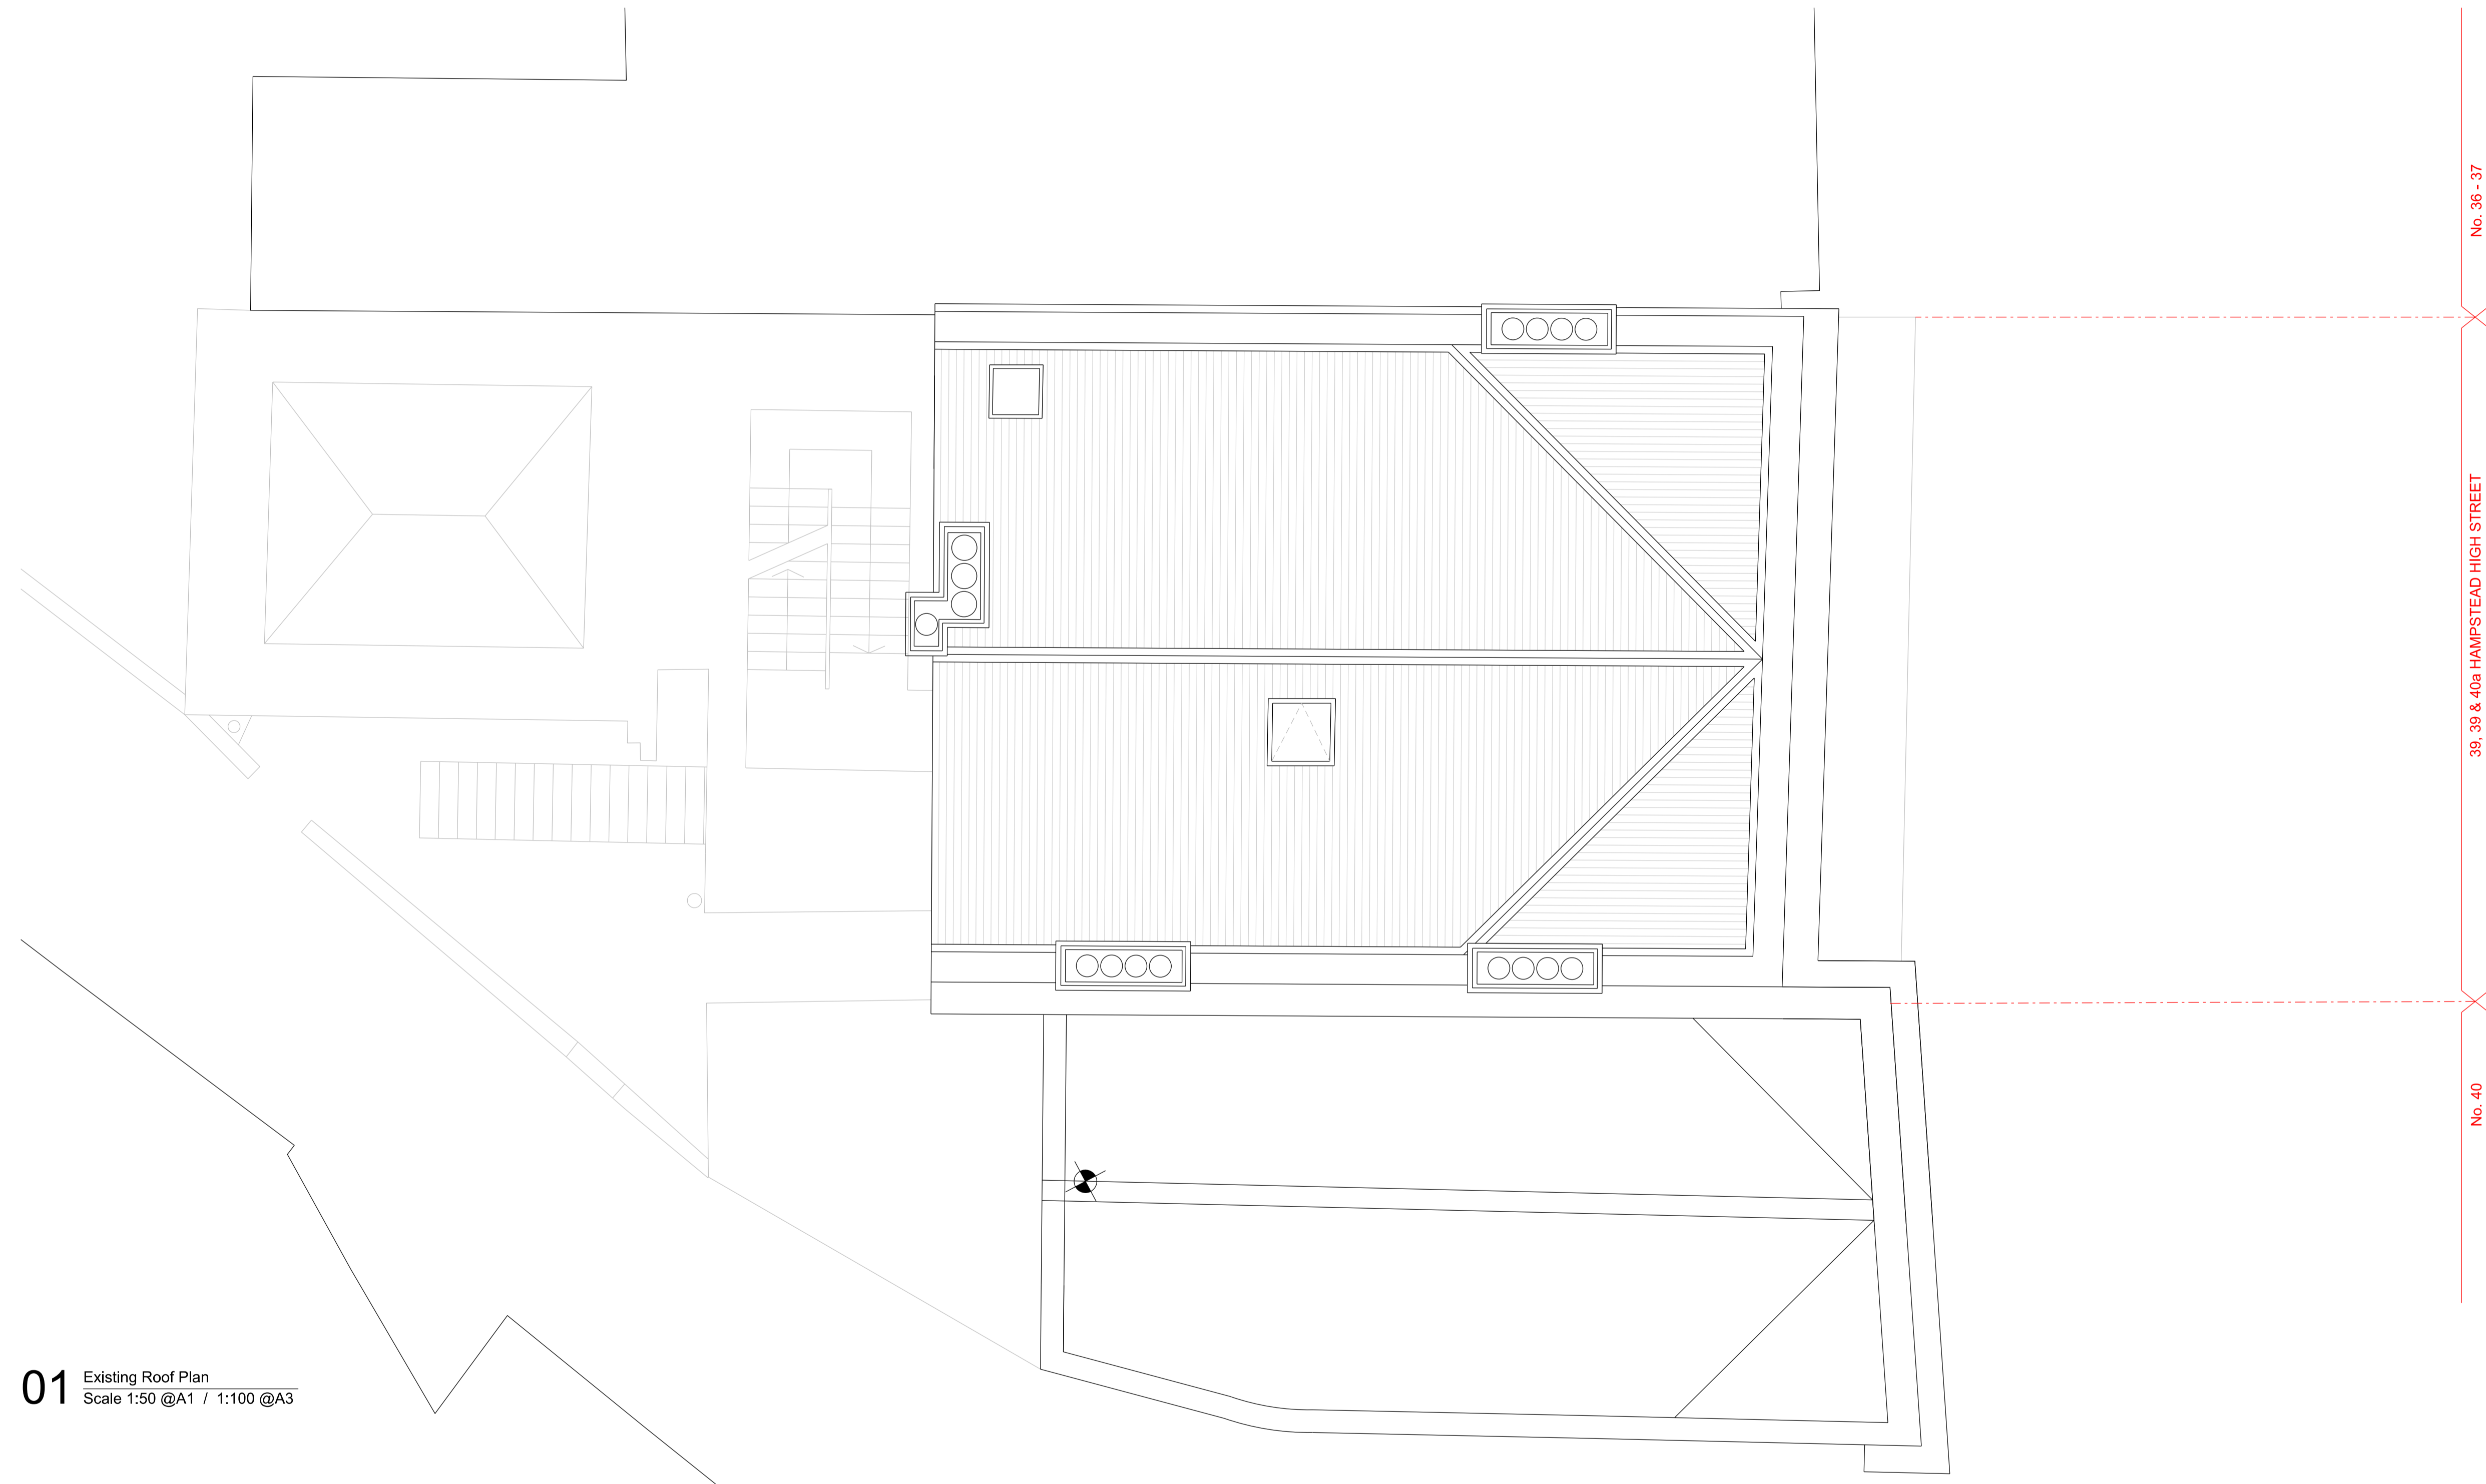 No. 36 - 37
39, 39 & 40a HAMPSTEAD HIGH STREET
No. 40
01 Existing Roof Plan
Scale 1:50 @A1 / 1:100 @A3